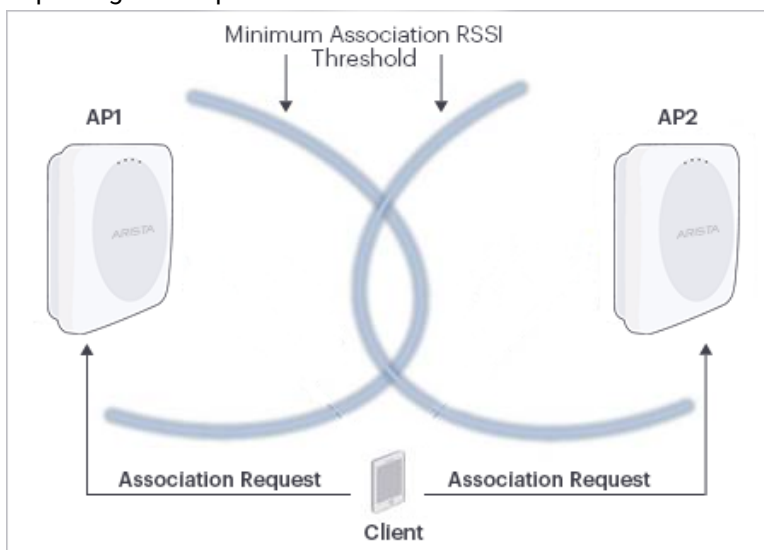 Minimum Association RSSI
Threshold
AP1
AP2
ARISTA
ARISTA
Association Request
Association Request
Client